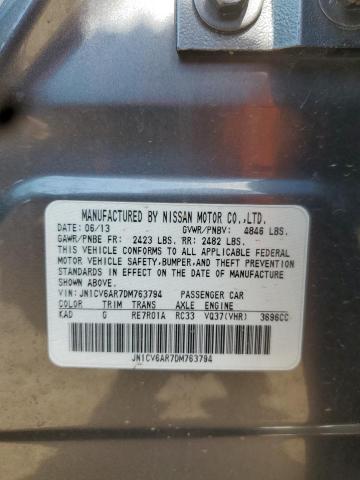 MANUFACTURED BY NISSAN MOTOR CO.,LTD.
DATE: 06/13 GVWR/PNBV: 4846 LBS.
GAWR/PNBE FR: 2423 LBS. RR: 2482 LBS.
THIS VEHICLE CONFORMS TO ALL APPLICABLE FEDERAL
MOTOR VEHICLE SAFETY,BUMPER,AND THEFT PREVENTION
STANDARDS IN EFFECT ON THE DATE OF MANUFACTURE
SHOWN ABOVE.
VIN:JN1CV6AR7DM763794 PASSENGER CAR
COLOR TRIM TRANS AXLE ENGINE
KAD G RE7R01A RC33 VQ37(VHR) 3696CC
JN1CV6AR7DM763794